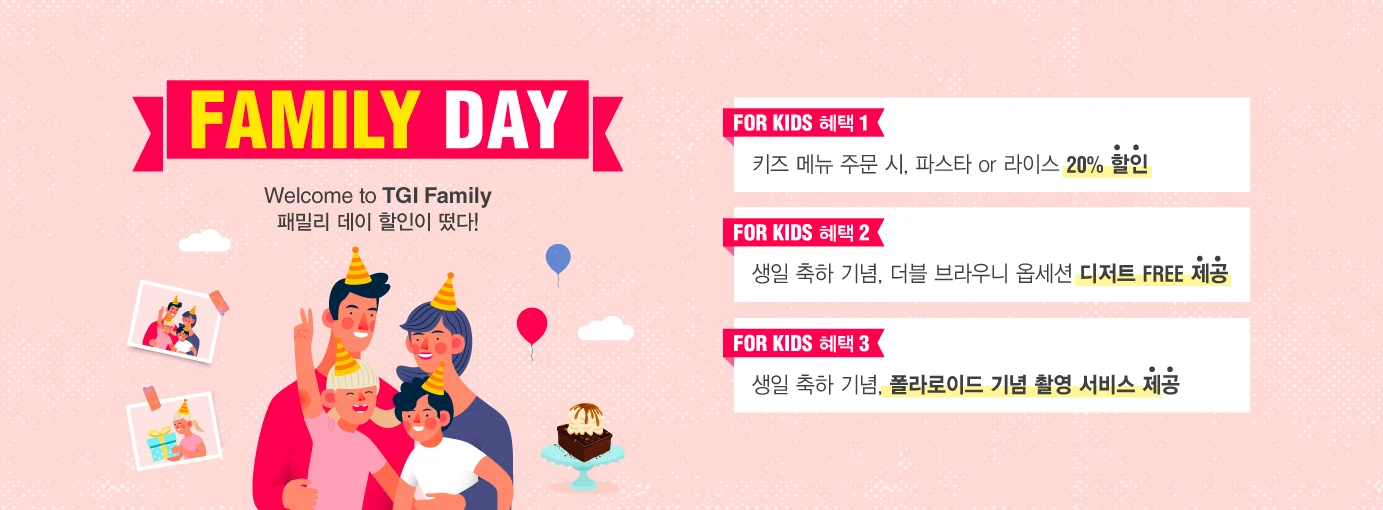 FAMILY DAY
Welcome to TGI Family
패밀리 데이 할인이 떴다!
FOR KIDS 혜택 1
키즈 메뉴 주문 시, 파스타 or 라이스 20% 할인
FOR KIDS 혜택 2
생일 축하 기념, 더블 브라우니 옵세션 디저트 FREE 제공
FOR KIDS 혜택 3
생일 축하 기념, 폴라로이드 기념 촬영 서비스 제공